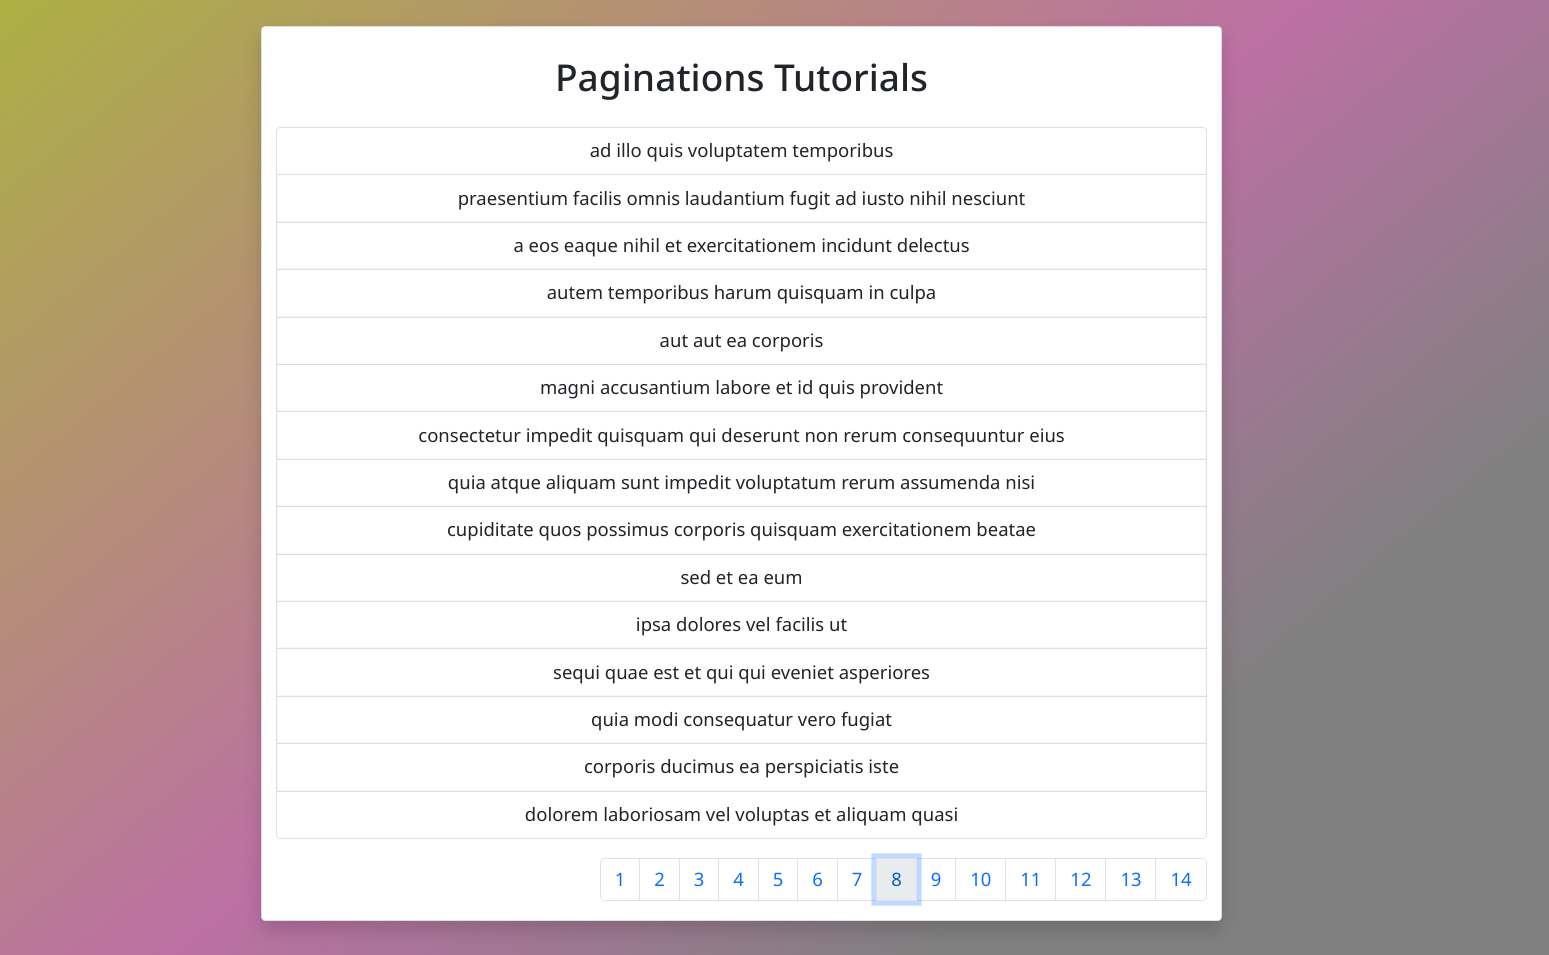 Paginations Tutorials
ad illo quis voluptatem temporibus
praesentium facilis omnis laudantium fugit ad iusto nihil nesciunt
a eos eaque nihil et exercitationem incidunt delectus
autem temporibus harum quisquam in culpa
aut aut ea corporis
magni accusantium labore et id quis provident
consectetur impedit quisquam qui deserunt non rerum consequuntur eius
quia atque aliquam sunt impedit voluptatum rerum assumenda nisi
cupiditate quos possimus corporis quisquam exercitationem beatae
sed et ea eum
ipsa dolores vel facilis ut
sequi quae est et qui qui eveniet asperiores
quia modi consequatur vero fugiat
corporis ducimus ea perspiciatis iste
dolorem laboriosam vel voluptas et aliquam quasi
1 2 3 4 5 6 7 8 9 10 11 12 13 14